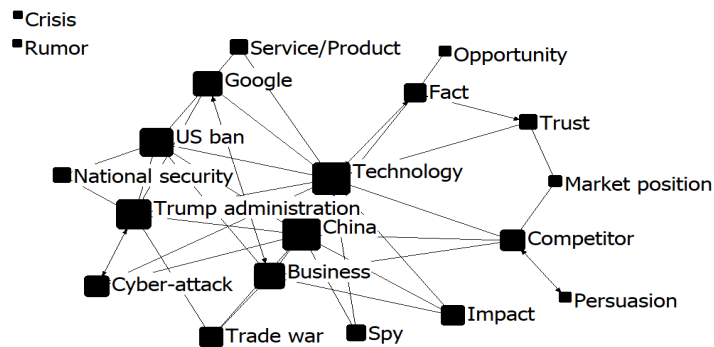 Crisis
Rumor
Service/Product
Google
Opportunity
Fact
US ban
Trust
National security
Technology
Market position
Trump administration
China
Competitor
Cyber-attack
Business
Persuasion
Trade war
Spy
Impact